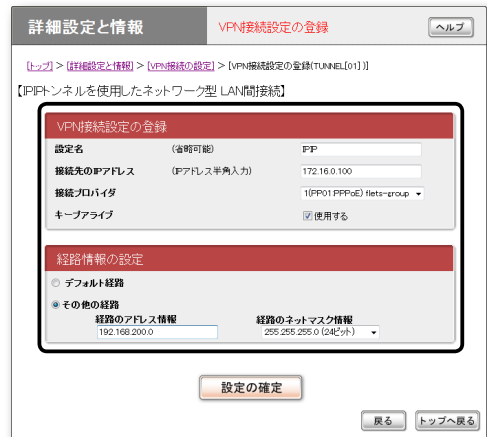 詳細設定と情報 VPN接続設定の登録 ヘルプ
[トップ] > [詳細設定と情報] > [VPN接続の設定] > [VPN接続設定の登録(TUNNEL[01] )]
【IPIPトンネルを使用したネットワーク型 LAN間接続】
VPN接続設定の登録
設定名 (省略可能) IPIP
接続先のIPアドレス (IPアドレス半角入力) 172.16.0.100
接続プロバイダ 1(PP01:PPPoE) flets-group
キープアライブ 使用する
経路情報の設定
デフォルト経路
その他の経路
経路のアドレス情報 経路のネットマスク情報
192.168.200.0 255.255.255.0 (24ビット)
設定の確定
戻る トップへ戻る